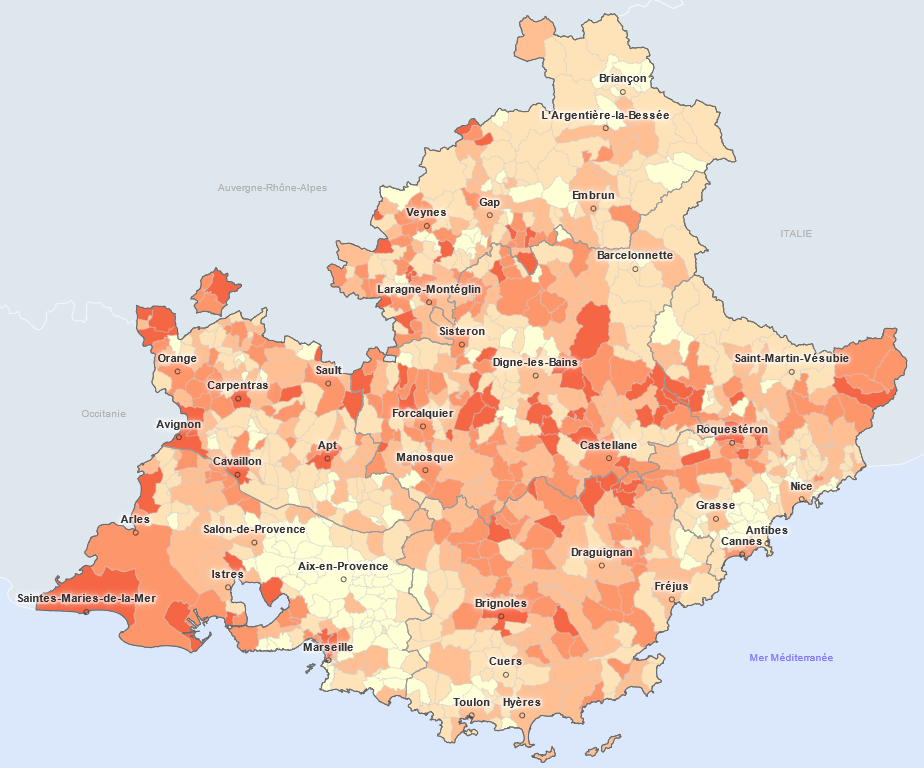 Briançon
L'Argentière-la-Bessée
Auvergne-Rhône-Alpes
Embrun
Gap
Veynes
ITALIE
Barcelonnette
Laragne-Montéglin
Sisteron
Orange
Digne-les-Bains
Saint-Martin-Vésubie
Sault
Carpentras
Occitanie
Forcalquier
Avignon
Roquestéron
Apt
Castellane
Cavaillon
Manosque
Nice
Grasse
Arles
Salon-de-Provence
Antibes
Cannes
Draguignan
Aix-en-Provence
Istres
Fréjus
Saintes-Maries-de-la-Mer
Brignoles
Marseille
Mer Méditerranée
Cuers
Toulon
Hyères